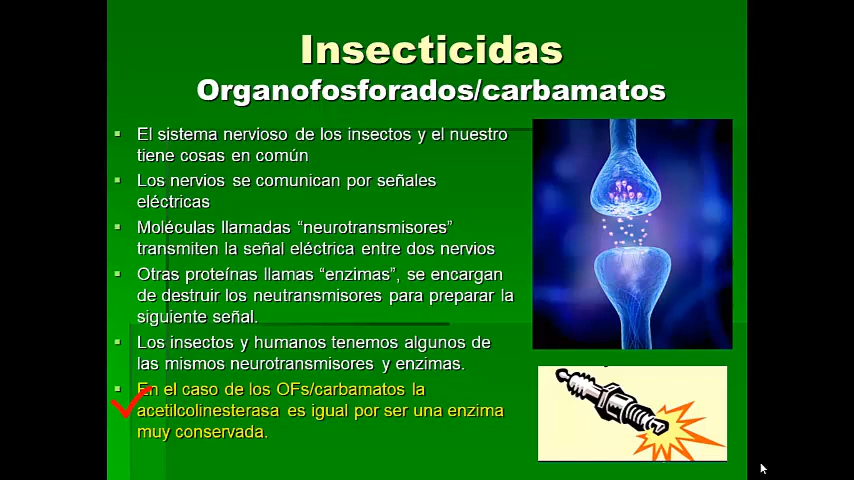 Insecticidas
Organofosforados/carbamatos
El sistema nervioso de los insectos y el nuestro
tiene cosas en común
Los nervios se comunican por señales
eléctricas
Moléculas llamadas “neurotransmisores”
transmiten la señal eléctrica entre dos nervios
Otras proteínas llamas “enzimas”, se encargan
de destruir los neutransmisores para preparar la
siguiente señal.
Los insectos y humanos tenemos algunos de
las mismos neurotransmisores y enzimas.
En el caso de los OFs/carbamatos la
acetilcolinesterasa es igual por ser una enzima
muy conservada.